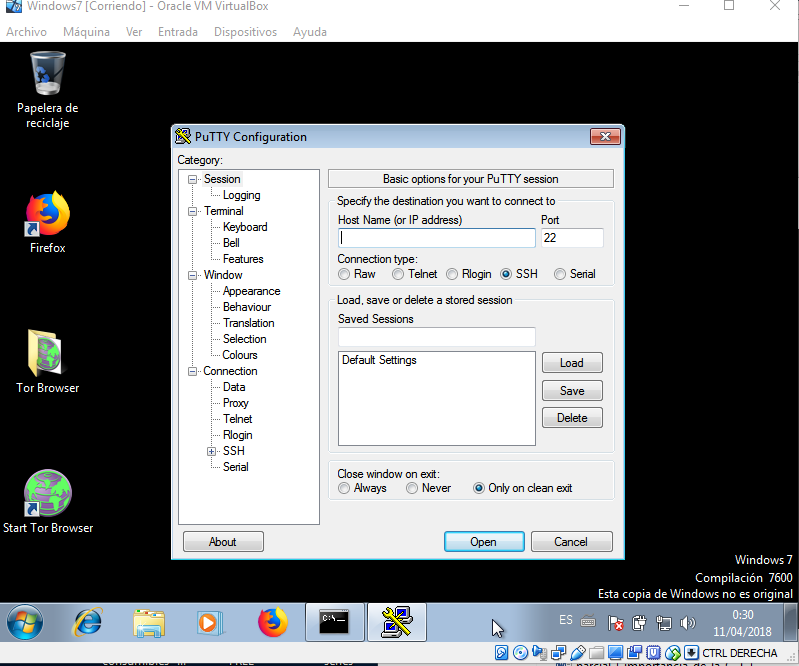 Windows7 [Corriendo] - Oracle VM VirtualBox
Archivo Máquina Ver Entrada Dispositivos Ayuda
Papelera de
reciclaje
Firefox
Tor Browser
Start Tor Browser
PuTTY Configuration
Category:
Session
Logging
Terminal
Keyboard
Bell
Features
Window
Appearance
Behaviour
Translation
Selection
Colours
Connection
Data
Proxy
Telnet
Rlogin
SSH
Serial
Basic options for your PuTTY session
Specify the destination you want to connect to
Host Name (or IP address) Port
22
Connection type:
Raw Telnet Rlogin SSH Serial
Load, save or delete a stored session
Saved Sessions
Default Settings
Load
Save
Delete
Close window on exit:
Always Never Only on clean exit
About Open Cancel
Windows 7
Compilación 7600
Esta copia de Windows no es original
C:\_
ES
0:30
11/04/2018
CTRL DERECHA